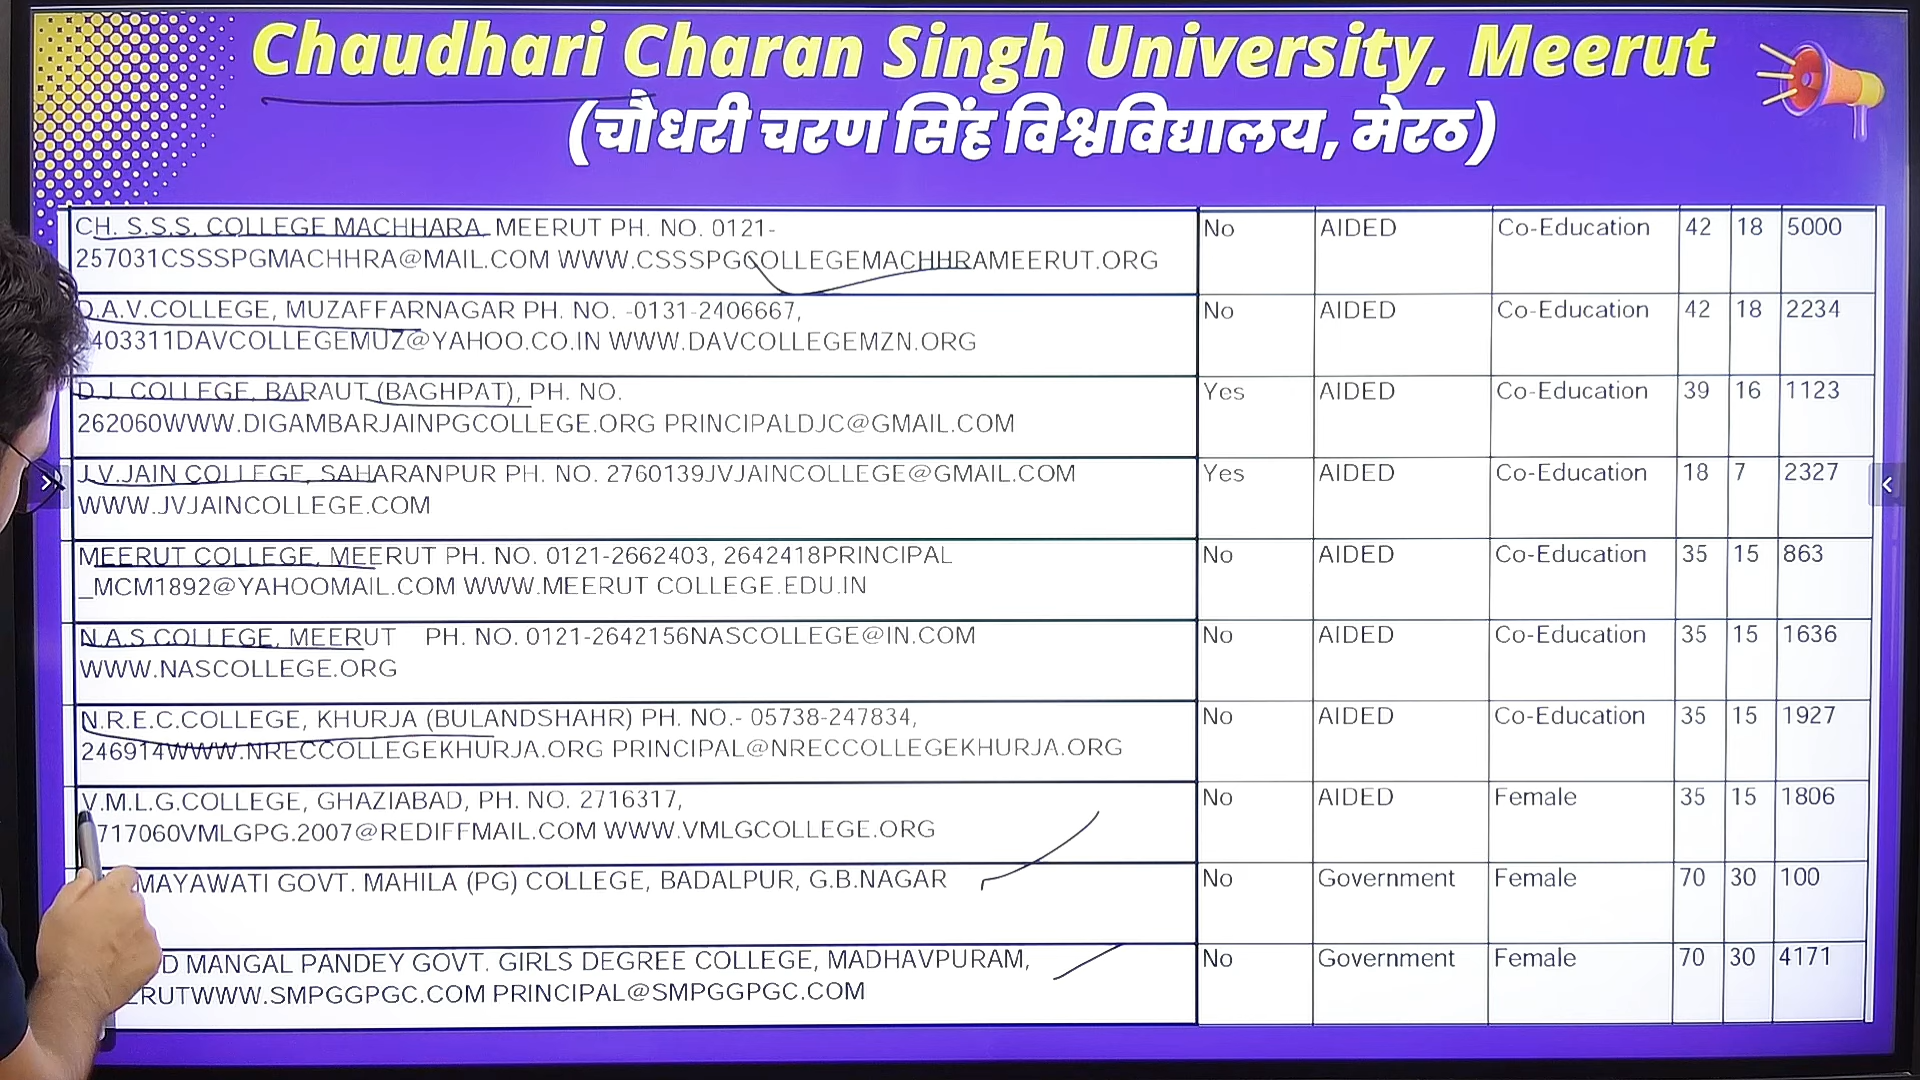 Chaudhari Charan Singh University, Meerut
(चौधरी चरण सिंह विश्वविद्यालय, मेरठ)
CH. S.S.S. COLLEGE MACHHARA MEERUT PH. NO. 0121- No AIDED Co-Education 42 18 5000
257031CSSSPGMACHHRA@MAIL.COM WWW.CSSSPGCOLLEGEMACHHRAMEERUT.ORG
D.A.V.COLLEGE, MUZAFFARNAGAR PH. NO. -0131-2406667, No AIDED Co-Education 42 18 2234
403311DAVCOLLEGEMUZ@YAHOO.CO.IN WWW.DAVCOLLEGEMZN.ORG
D.J. COLLEGE, BARAUT (BAGHPAT), PH. NO. Yes AIDED Co-Education 39 16 1123
262060WWW.DIGAMBARJAINPGCOLLEGE.ORG PRINCIPALDJC@GMAIL.COM
J.V.JAIN COLLEGE, SAHARANPUR PH. NO. 2760139JVJAINCOLLEGE@GMAIL.COM Yes AIDED Co-Education 18 7 2327
WWW.JVJAINCOLLEGE.COM
MEERUT COLLEGE, MEERUT PH. NO. 0121-2662403, 2642418PRINCIPAL No AIDED Co-Education 35 15 863
_MCM1892@YAHOOMAIL.COM WWW.MEERUT COLLEGE.EDU.IN
N.A.S.COLLEGE, MEERUT PH. NO. 0121-2642156NASCOLLEGE@IN.COM No AIDED Co-Education 35 15 1636
WWW.NASCOLLEGE.ORG
N.R.E.C.COLLEGE, KHURJA (BULANDSHAHR) PH. NO.- 05738-247834, No AIDED Co-Education 35 15 1927
246914WWW.NRECCOLLEGEKHURJA.ORG PRINCIPAL@NRECCOLLEGEKHURJA.ORG
V.M.L.G.COLLEGE, GHAZIABAD, PH. NO. 2716317, No AIDED Female 35 15 1806
717060VMLGPG.2007@REDIFFMAIL.COM WWW.VMLGCOLLEGE.ORG
MAYAWATI GOVT. MAHILA (PG) COLLEGE, BADALPUR, G.B.NAGAR No Government Female 70 30 100
D MANGAL PANDEY GOVT. GIRLS DEGREE COLLEGE, MADHAVPURAM, No Government Female 70 30 4171
RUTWWW.SMPGGPGC.COM PRINCIPAL@SMPGGPGC.COM